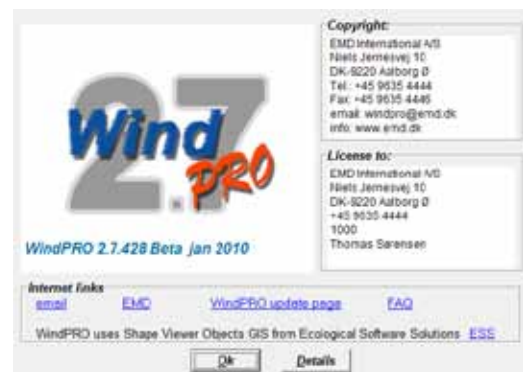 Wind
PRO
2.7
WindPRO 2.7.428 Beta jan 2010
Copyright:
EMD International A/S
Niels Jernesvej 10
DK-9220 Aalborg Ø
Tel.: +45 9635 4444
Fax: +45 9635 4446
email: windpro@emd.dk
info: www.emd.dk
License to:
EMD International A/S
Niels Jernesvej 10
DK-9220 Aalborg Ø
+45 9635 4444
1000
Thomas Sørensen
Internet links
email EMD WindPRO update page FAQ
WindPRO uses Shape Viewer Objects GIS from Ecological Software Solutions ESS
Ok Details